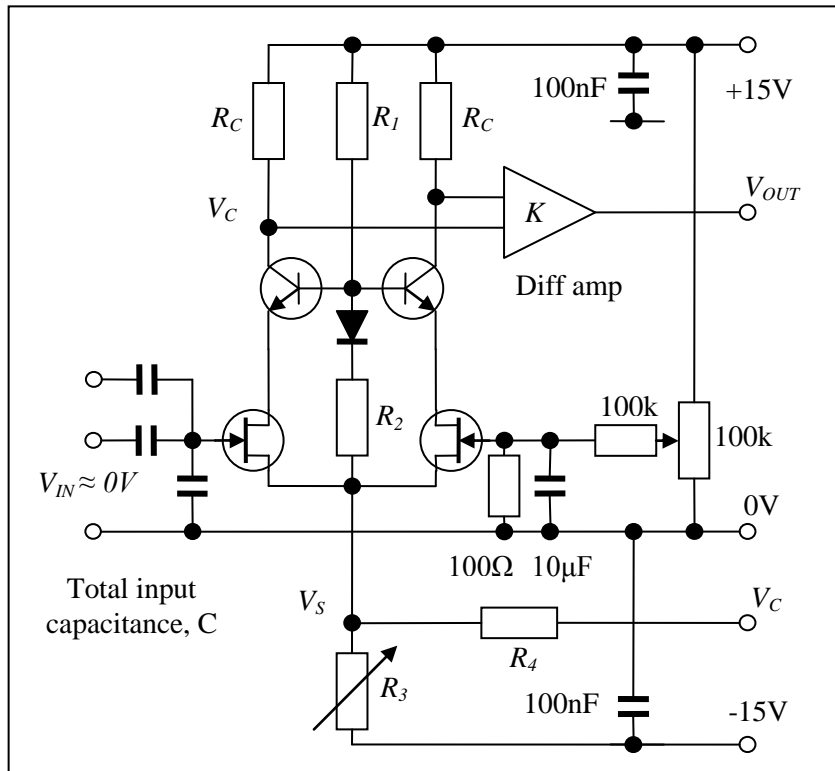 100nF
+15V
R_C
R_1
R_C
V_OUT
V_C
K
Diff amp
100k
R_2
100k
V_IN ≈ 0V
0V
100Ω
10μF
Total input
capacitance, C
V_S
V_C
R_4
R_3
100nF
-15V